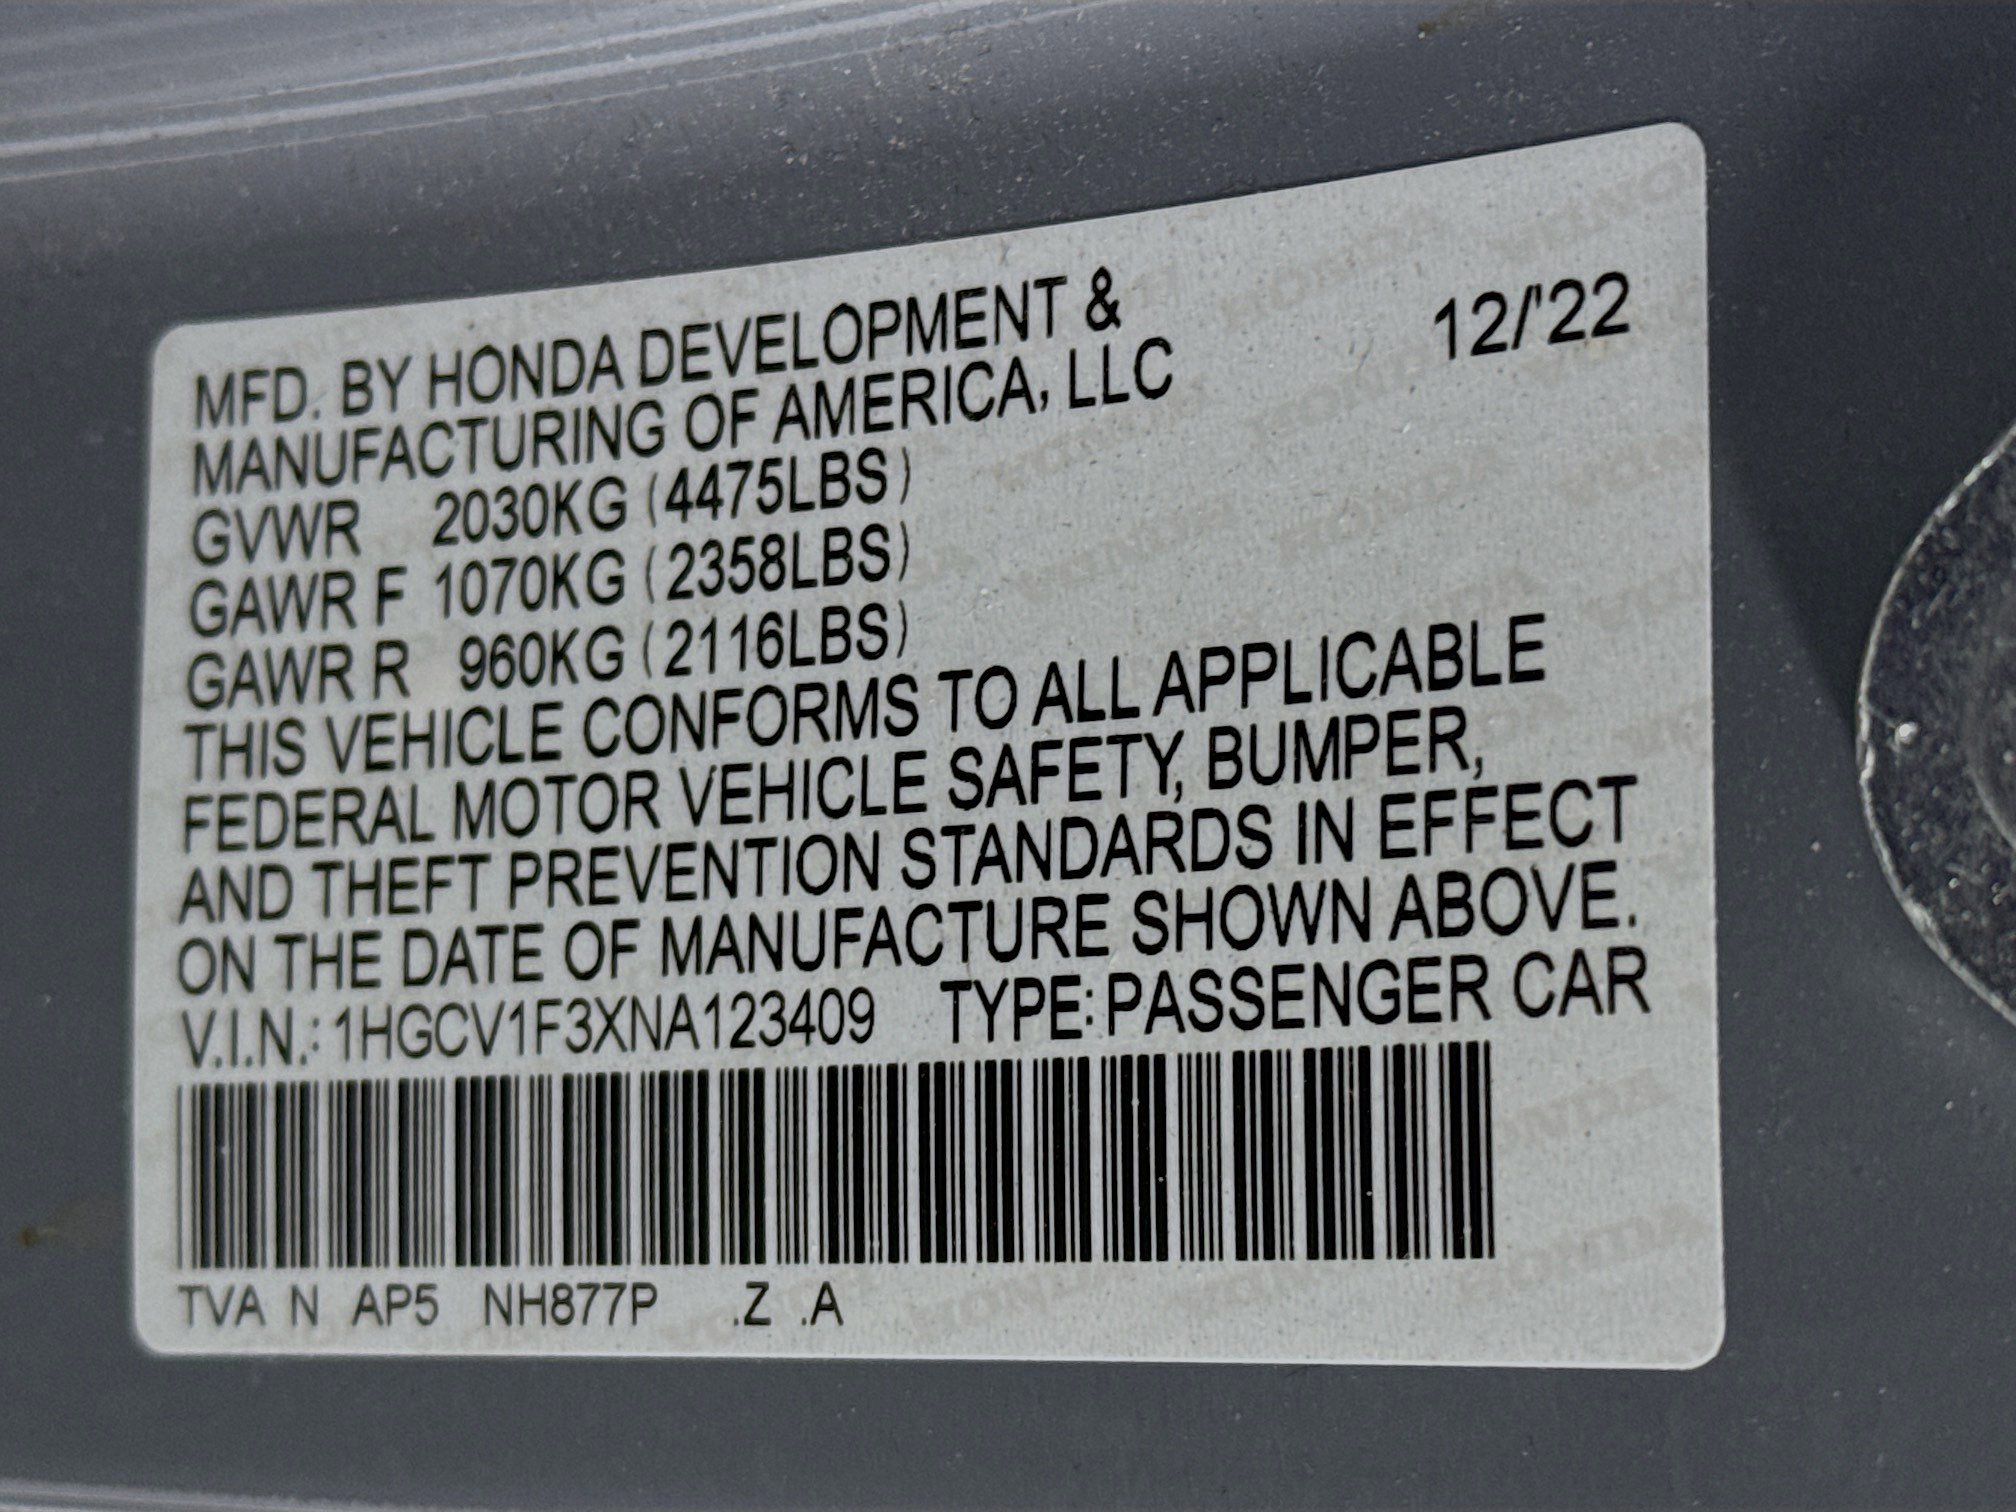 MFD. BY HONDA DEVELOPMENT & 12/'22
MANUFACTURING OF AMERICA, LLC
GVWR 2030KG (4475LBS)
GAWR F 1070KG (2358LBS)
GAWR R 960KG (2116LBS)
THIS VEHICLE CONFORMS TO ALL APPLICABLE
FEDERAL MOTOR VEHICLE SAFETY, BUMPER,
AND THEFT PREVENTION STANDARDS IN EFFECT
ON THE DATE OF MANUFACTURE SHOWN ABOVE.
V.I.N.: 1HGCV1F3XNA123409 TYPE: PASSENGER CAR
TVA N AP5 NH877P .Z .A